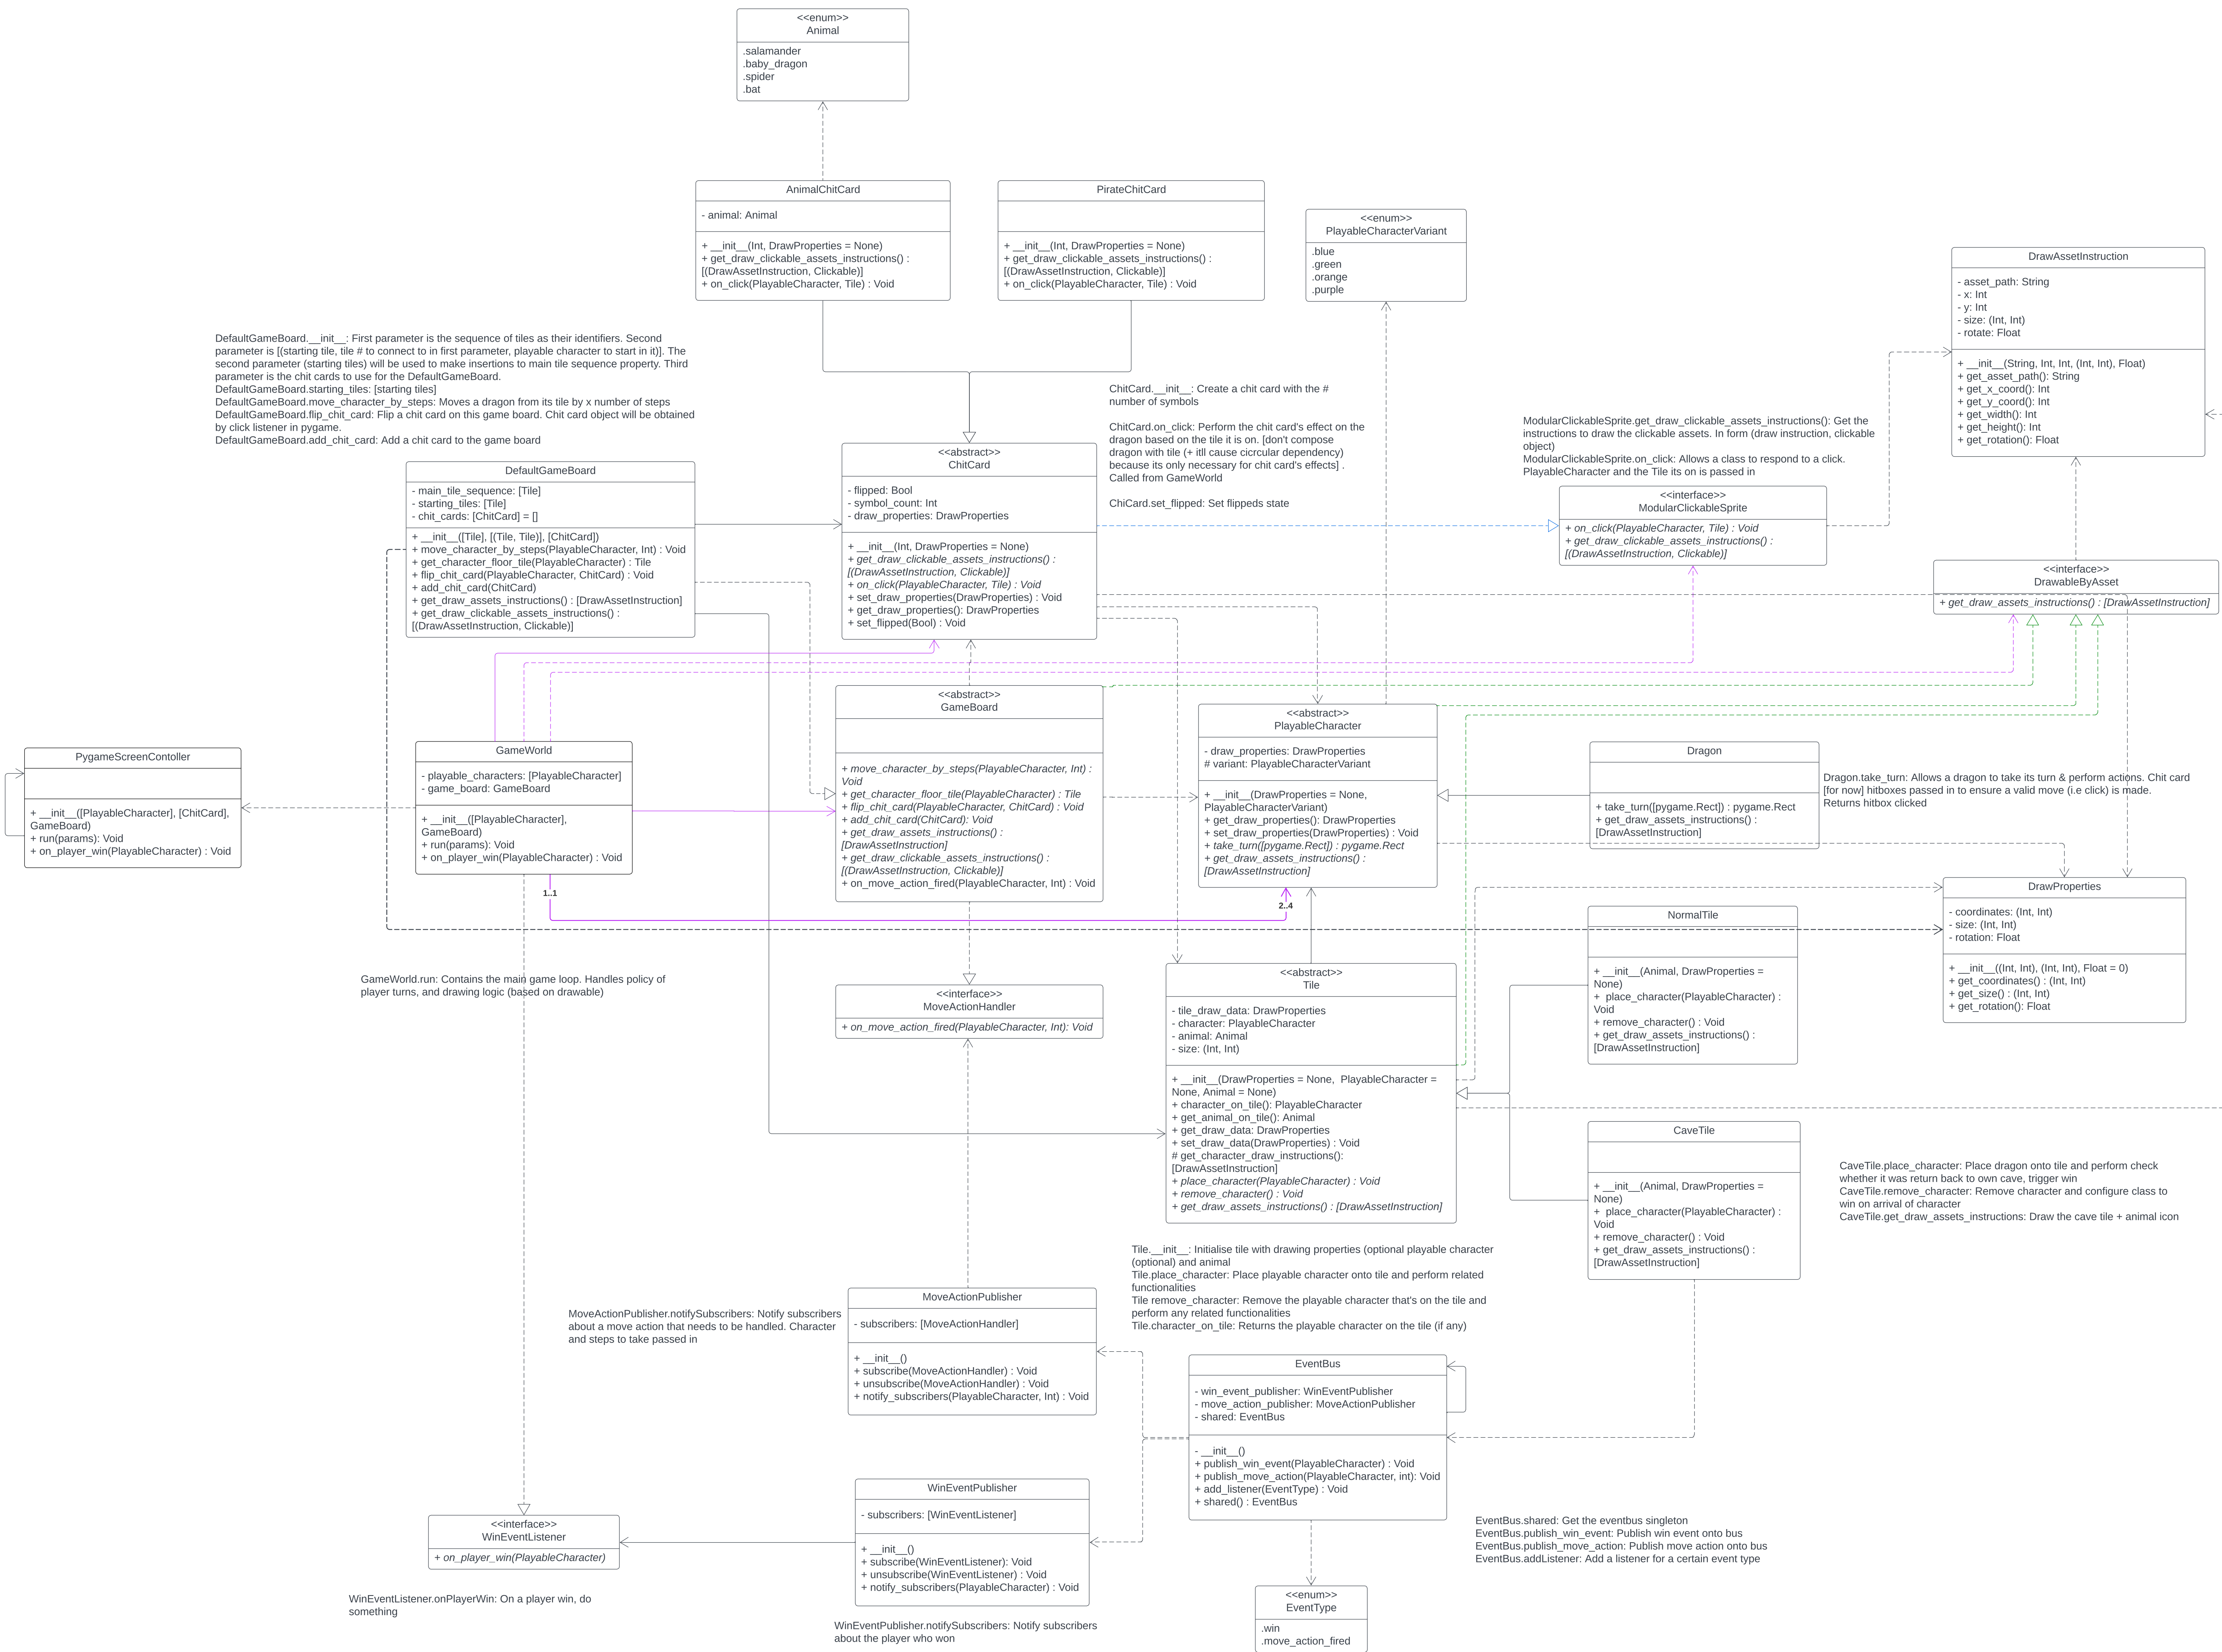 <<enum>>
Animal
.salamander
.baby_dragon
.spider
.bat
AnimalChitCard
- animal: Animal
+ __init__(Int, DrawProperties = None)
+ get_draw_clickable_assets_instructions() :
[(DrawAssetInstruction, Clickable)]
+ on_click(PlayableCharacter, Tile) : Void
PirateChitCard
+ __init__(Int, DrawProperties = None)
+ get_draw_clickable_assets_instructions() :
[(DrawAssetInstruction, Clickable)]
+ on_click(PlayableCharacter, Tile) : Void
<<enum>>
PlayableCharacterVariant
.blue
.green
.orange
.purple
DrawAssetInstruction
- asset_path: String
- x: Int
- y: Int
- size: (Int, Int)
- rotate: Float
+ __init__(String, Int, Int, (Int, Int), Float)
+ get_asset_path(): String
+ get_x_coord(): Int
+ get_y_coord(): Int
+ get_width(): Int
+ get_height(): Int
+ get_rotation(): Float
DefaultGameBoard.__init__: First parameter is the sequence of tiles as their identifiers. Second
parameter is [(starting tile, tile # to connect to in first parameter, playable character to start in it)]. The
second parameter (starting tiles) will be used to make insertions to main tile sequence property. Third
parameter is the chit cards to use for the DefaultGameBoard.
DefaultGameBoard.starting_tiles: [starting tiles]
DefaultGameBoard.move_character_by_steps: Moves a dragon from its tile by x number of steps
DefaultGameBoard.flip_chit_card: Flip a chit card on this game board. Chit card object will be obtained
by click listener in pygame.
DefaultGameBoard.add_chit_card: Add a chit card to the game board
ChitCard.__init__: Create a chit card with the #
number of symbols
ChitCard.on_click: Perform the chit card's effect on the
dragon based on the tile it is on. [don't compose
dragon with tile (+ itll cause cicrcular dependency)
because its only necessary for chit card's effects] .
Called from GameWorld
ChiCard.set_flipped: Set flippeds state
ModularClickableSprite.get_draw_clickable_assets_instructions(): Get the
instructions to draw the clickable assets. In form (draw instruction, clickable
object)
ModularClickableSprite.on_click: Allows a class to respond to a click.
PlayableCharacter and the Tile its on is passed in
DefaultGameBoard
- main_tile_sequence: [Tile]
- starting_tiles: [Tile]
- chit_cards: [ChitCard] = []
+ __init__([Tile], [(Tile, Tile)], [ChitCard])
+ move_character_by_steps(PlayableCharacter, Int) : Void
+ get_character_floor_tile(PlayableCharacter) : Tile
+ flip_chit_card(PlayableCharacter, ChitCard) : Void
+ add_chit_card(ChitCard)
+ get_draw_assets_instructions() : [DrawAssetInstruction]
+ get_draw_clickable_assets_instructions() :
[(DrawAssetInstruction, Clickable)]
<<abstract>>
ChitCard
- flipped: Bool
- symbol_count: Int
- draw_properties: DrawProperties
+ __init__(Int, DrawProperties = None)
+ get_draw_clickable_assets_instructions() :
[(DrawAssetInstruction, Clickable)]
+ on_click(PlayableCharacter, Tile) : Void
+ set_draw_properties(DrawProperties) : Void
+ get_draw_properties(): DrawProperties
+ set_flipped(Bool) : Void
<<interface>>
ModularClickableSprite
+ on_click(PlayableCharacter, Tile) : Void
+ get_draw_clickable_assets_instructions() :
[(DrawAssetInstruction, Clickable)]
<<interface>>
DrawableByAsset
+ get_draw_assets_instructions() : [DrawAssetInstruction]
PygameScreenContoller
+ __init__([PlayableCharacter], [ChitCard],
GameBoard)
+ run(params): Void
+ on_player_win(PlayableCharacter) : Void
GameWorld
- playable_characters: [PlayableCharacter]
- game_board: GameBoard
+ __init__([PlayableCharacter],
GameBoard)
+ run(params): Void
+ on_player_win(PlayableCharacter) : Void
1..1
<<abstract>>
GameBoard
+ move_character_by_steps(PlayableCharacter, Int) :
Void
+ get_character_floor_tile(PlayableCharacter) : Tile
+ flip_chit_card(PlayableCharacter, ChitCard) : Void
+ add_chit_card(ChitCard): Void
+ get_draw_assets_instructions() :
[DrawAssetInstruction]
+ get_draw_clickable_assets_instructions() :
[(DrawAssetInstruction, Clickable)]
+ on_move_action_fired(PlayableCharacter, Int) : Void
<<abstract>>
PlayableCharacter
- draw_properties: DrawProperties
# variant: PlayableCharacterVariant
+ __init__(DrawProperties = None,
PlayableCharacterVariant)
+ get_draw_properties(): DrawProperties
+ set_draw_properties(DrawProperties) : Void
+ take_turn([pygame.Rect]) : pygame.Rect
+ get_draw_assets_instructions() :
[DrawAssetInstruction]
2..4
Dragon
+ take_turn([pygame.Rect]) : pygame.Rect
+ get_draw_assets_instructions() :
[DrawAssetInstruction]
Dragon.take_turn: Allows a dragon to take its turn & perform actions. Chit card
[for now] hitboxes passed in to ensure a valid move (i.e click) is made.
Returns hitbox clicked
DrawProperties
- coordinates: (Int, Int)
- size: (Int, Int)
- rotation: Float
+ __init__((Int, Int), (Int, Int), Float = 0)
+ get_coordinates() : (Int, Int)
+ get_size() : (Int, Int)
+ get_rotation(): Float
NormalTile
+ __init__(Animal, DrawProperties =
None)
+  place_character(PlayableCharacter) :
Void
+ remove_character() : Void
+ get_draw_assets_instructions() :
[DrawAssetInstruction]
GameWorld.run: Contains the main game loop. Handles policy of
player turns, and drawing logic (based on drawable)
<<interface>>
MoveActionHandler
+ on_move_action_fired(PlayableCharacter, Int): Void
<<abstract>>
Tile
- tile_draw_data: DrawProperties
- character: PlayableCharacter
- animal: Animal
- size: (Int, Int)
+ __init__(DrawProperties = None,  PlayableCharacter =
None, Animal = None)
+ character_on_tile(): PlayableCharacter
+ get_animal_on_tile(): Animal
+ get_draw_data: DrawProperties
+ set_draw_data(DrawProperties) : Void
# get_character_draw_instructions():
[DrawAssetInstruction]
+ place_character(PlayableCharacter) : Void
+ remove_character() : Void
+ get_draw_assets_instructions() : [DrawAssetInstruction]
CaveTile
+ __init__(Animal, DrawProperties =
None)
+  place_character(PlayableCharacter) :
Void
+ remove_character() : Void
+ get_draw_assets_instructions() :
[DrawAssetInstruction]
CaveTile.place_character: Place dragon onto tile and perform check
whether it was return back to own cave, trigger win
CaveTile.remove_character: Remove character and configure class to
win on arrival of character
CaveTile.get_draw_assets_instructions: Draw the cave tile + animal icon
Tile.__init__: Initialise tile with drawing properties (optional playable character
(optional) and animal
Tile.place_character: Place playable character onto tile and perform related
functionalities
Tile remove_character: Remove the playable character that's on the tile and
perform any related functionalities
Tile.character_on_tile: Returns the playable character on the tile (if any)
MoveActionPublisher.notifySubscribers: Notify subscribers
about a move action that needs to be handled. Character
and steps to take passed in
MoveActionPublisher
- subscribers: [MoveActionHandler]
+ __init__()
+ subscribe(MoveActionHandler) : Void
+ unsubscribe(MoveActionHandler) : Void
+ notify_subscribers(PlayableCharacter, Int) : Void
EventBus
- win_event_publisher: WinEventPublisher
- move_action_publisher: MoveActionPublisher
- shared: EventBus
- __init__()
+ publish_win_event(PlayableCharacter) : Void
+ publish_move_action(PlayableCharacter, int): Void
+ add_listener(EventType) : Void
+ shared() : EventBus
WinEventPublisher
- subscribers: [WinEventListener]
+ __init__()
+ subscribe(WinEventListener): Void
+ unsubscribe(WinEventListener) : Void
+ notify_subscribers(PlayableCharacter) : Void
<<interface>>
WinEventListener
+ on_player_win(PlayableCharacter)
EventBus.shared: Get the eventbus singleton
EventBus.publish_win_event: Publish win event onto bus
EventBus.publish_move_action: Publish move action onto bus
EventBus.addListener: Add a listener for a certain event type
WinEventListener.onPlayerWin: On a player win, do
something
WinEventPublisher.notifySubscribers: Notify subscribers
about the player who won
<<enum>>
EventType
.win
.move_action_fired